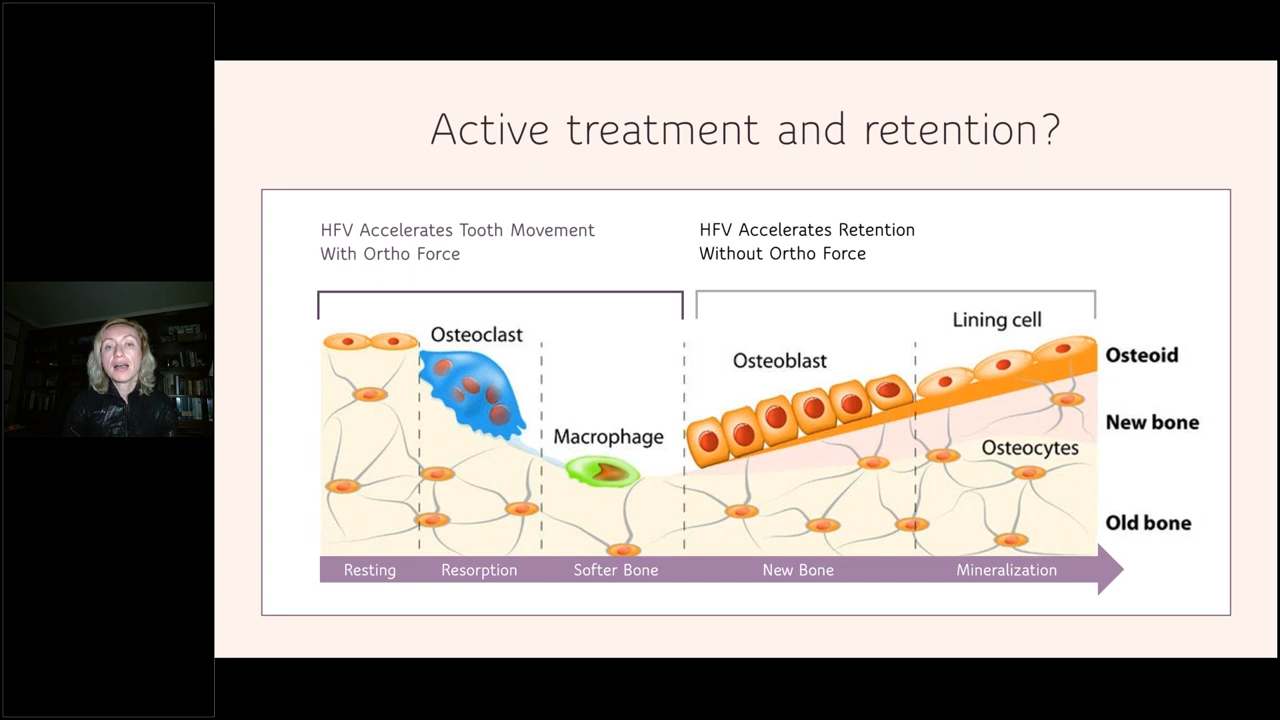 Active treatment and retention?
HFV Accelerates Tooth Movement
With Ortho Force
HFV Accelerates Retention
Without Ortho Force
Osteoclast
Macrophage
Osteoblast
Lining cell
Osteocytes
Osteoid
New bone
Old bone
Resting Resorption Softer Bone New Bone Mineralization